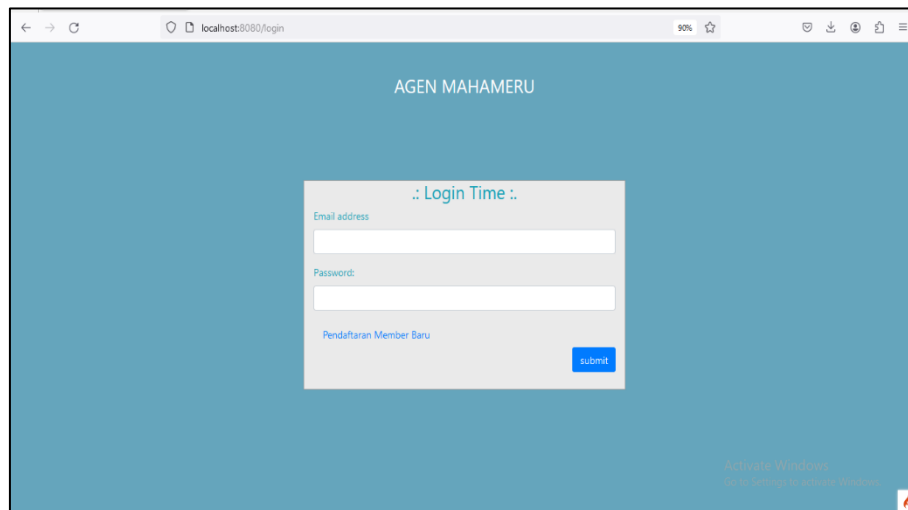 localhost:8080/login
90%
AGEN MAHAMERU
.: Login Time :.
Email address
Password:
Pendaftaran Member Baru
submit
Activate Windows
Go to Settings to activate Windows.